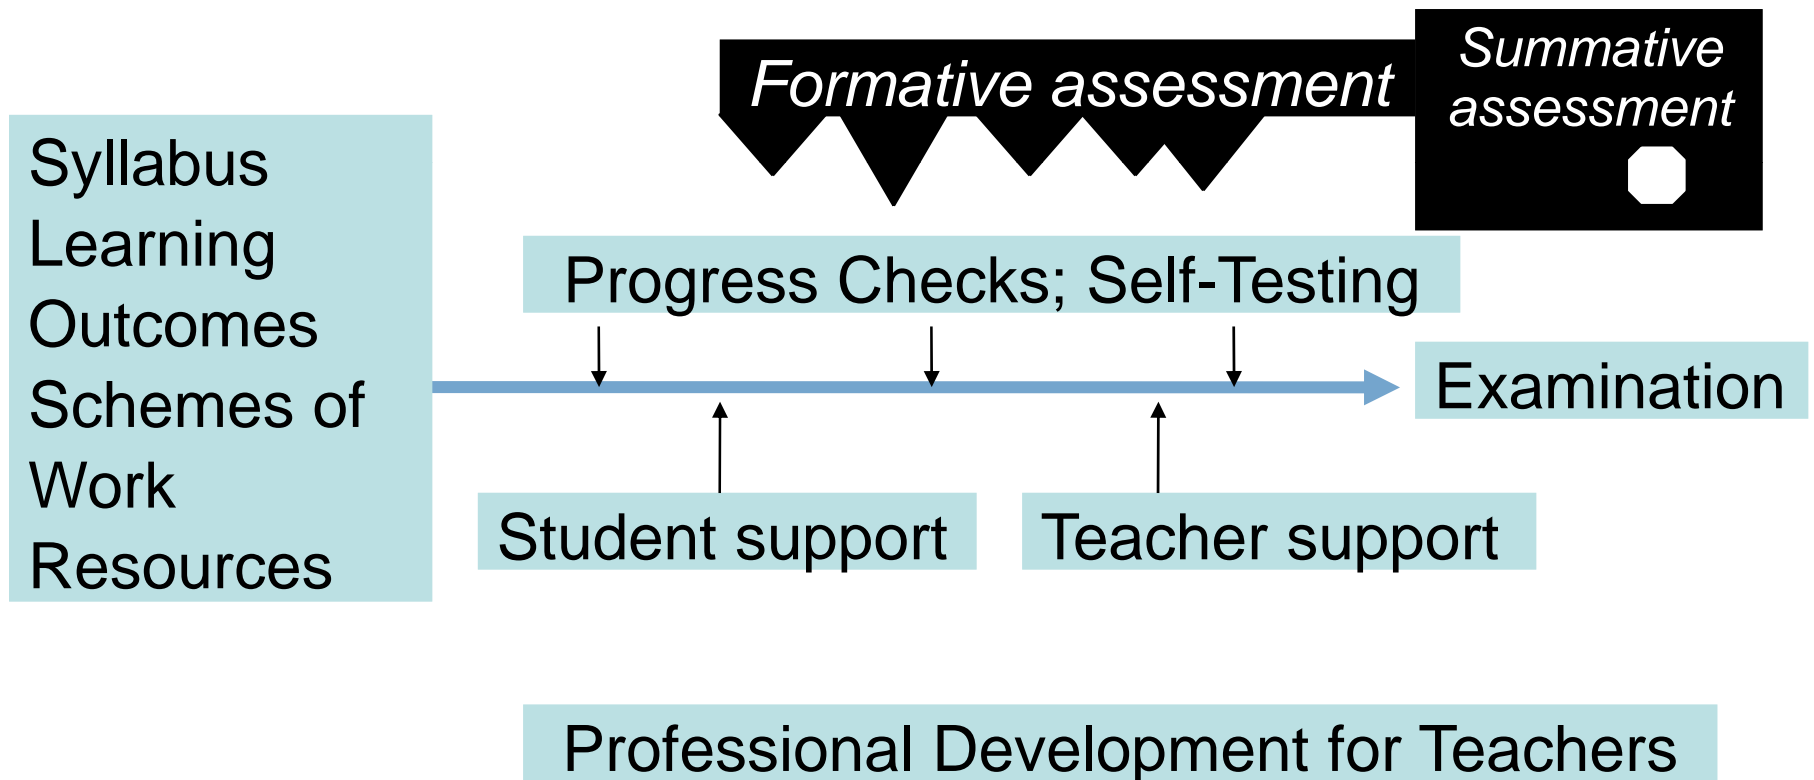 Summative
assessment
Formative assessment
Syllabus
Learning
Outcomes
Schemes of
Work
Resources
Progress Checks; Self-Testing
Examination
Student support
Teacher support
Professional Development for Teachers